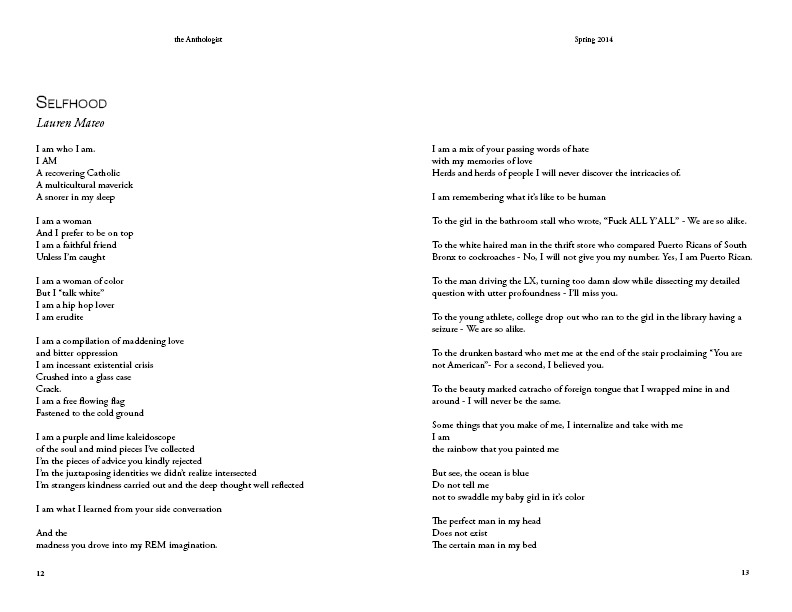 the Anthologist
SELFHOOD
Lauren Mateo
I am who I am.
I AM
A recovering Catholic
A multicultural maverick
A snorer in my sleep
I am a woman
And I prefer to be on top
I am a faithful friend
Unless I'm caught
I am a woman of color
But I “talk white”
I am a hip hop lover
I am erudite
I am a compilation of maddening love
and bitter oppression
I am incessant existential crisis
Crushed into a glass case
Crack.
I am a free flowing flag
Fastened to the cold ground
I am a purple and lime kaleidoscope
of the soul and mind pieces I've collected
I'm the pieces of advice you kindly rejected
I'm the juxtaposing identities we didn't realize intersected
I'm strangers kindness carried out and the deep thought well reflected
I am what I learned from your side conversation
And the
madness you drove into my REM imagination.
12
Spring 2014
I am a mix of your passing words of hate
with my memories of love
Herds and herds of people I will never discover the intricacies of.
I am remembering what it's like to be human
To the girl in the bathroom stall who wrote, “Fuck ALL Y'ALL” - We are so alike.
To the white haired man in the thrift store who compared Puerto Ricans of South
Bronx to cockroaches - No, I will not give you my number. Yes, I am Puerto Rican.
To the man driving the LX, turning too damn slow while dissecting my detailed
question with utter profoundness - I'll miss you.
To the young athlete, college drop out who ran to the girl in the library having a
seizure - We are so alike.
To the drunken bastard who met me at the end of the stair proclaiming “You are
not American”- For a second, I believed you.
To the beauty marked catracho of foreign tongue that I wrapped mine in and
around - I will never be the same.
Some things that you make of me, I internalize and take with me
I am
the rainbow that you painted me
But see, the ocean is blue
Do not tell me
not to swaddle my baby girl in it's color
The perfect man in my head
Does not exist
The certain man in my bed
13